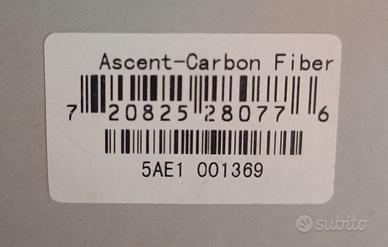 Ascent-Carbon Fiber
7 20825 28077 6
5AE1 001369
subito